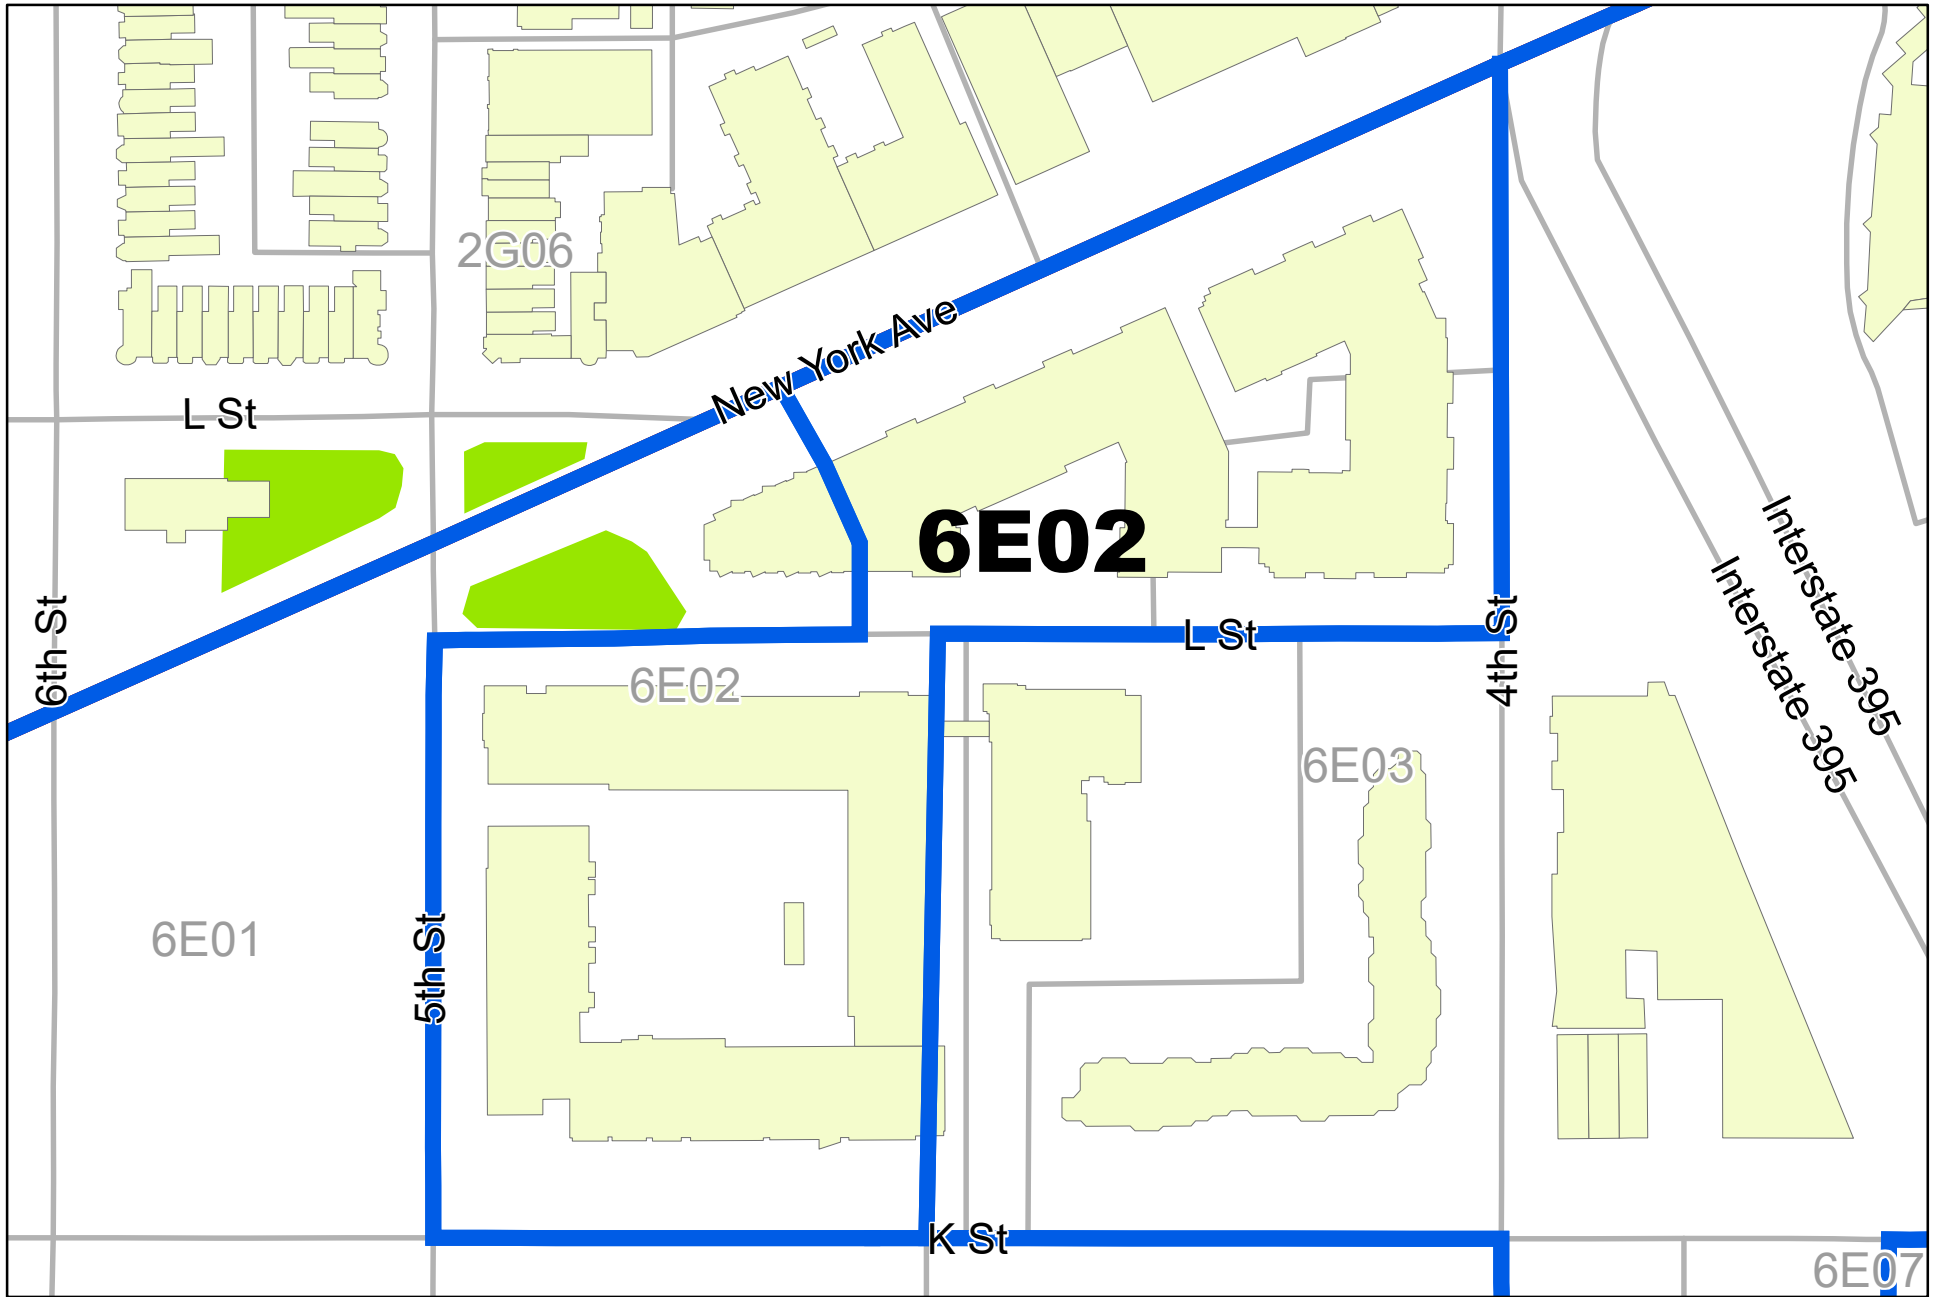 2G06
New York Ave
L St
6E02
Interstate 395
Interstate 395
6th St
L St
4th St
6E02
6E03
6E01
5th St
K St
6E07